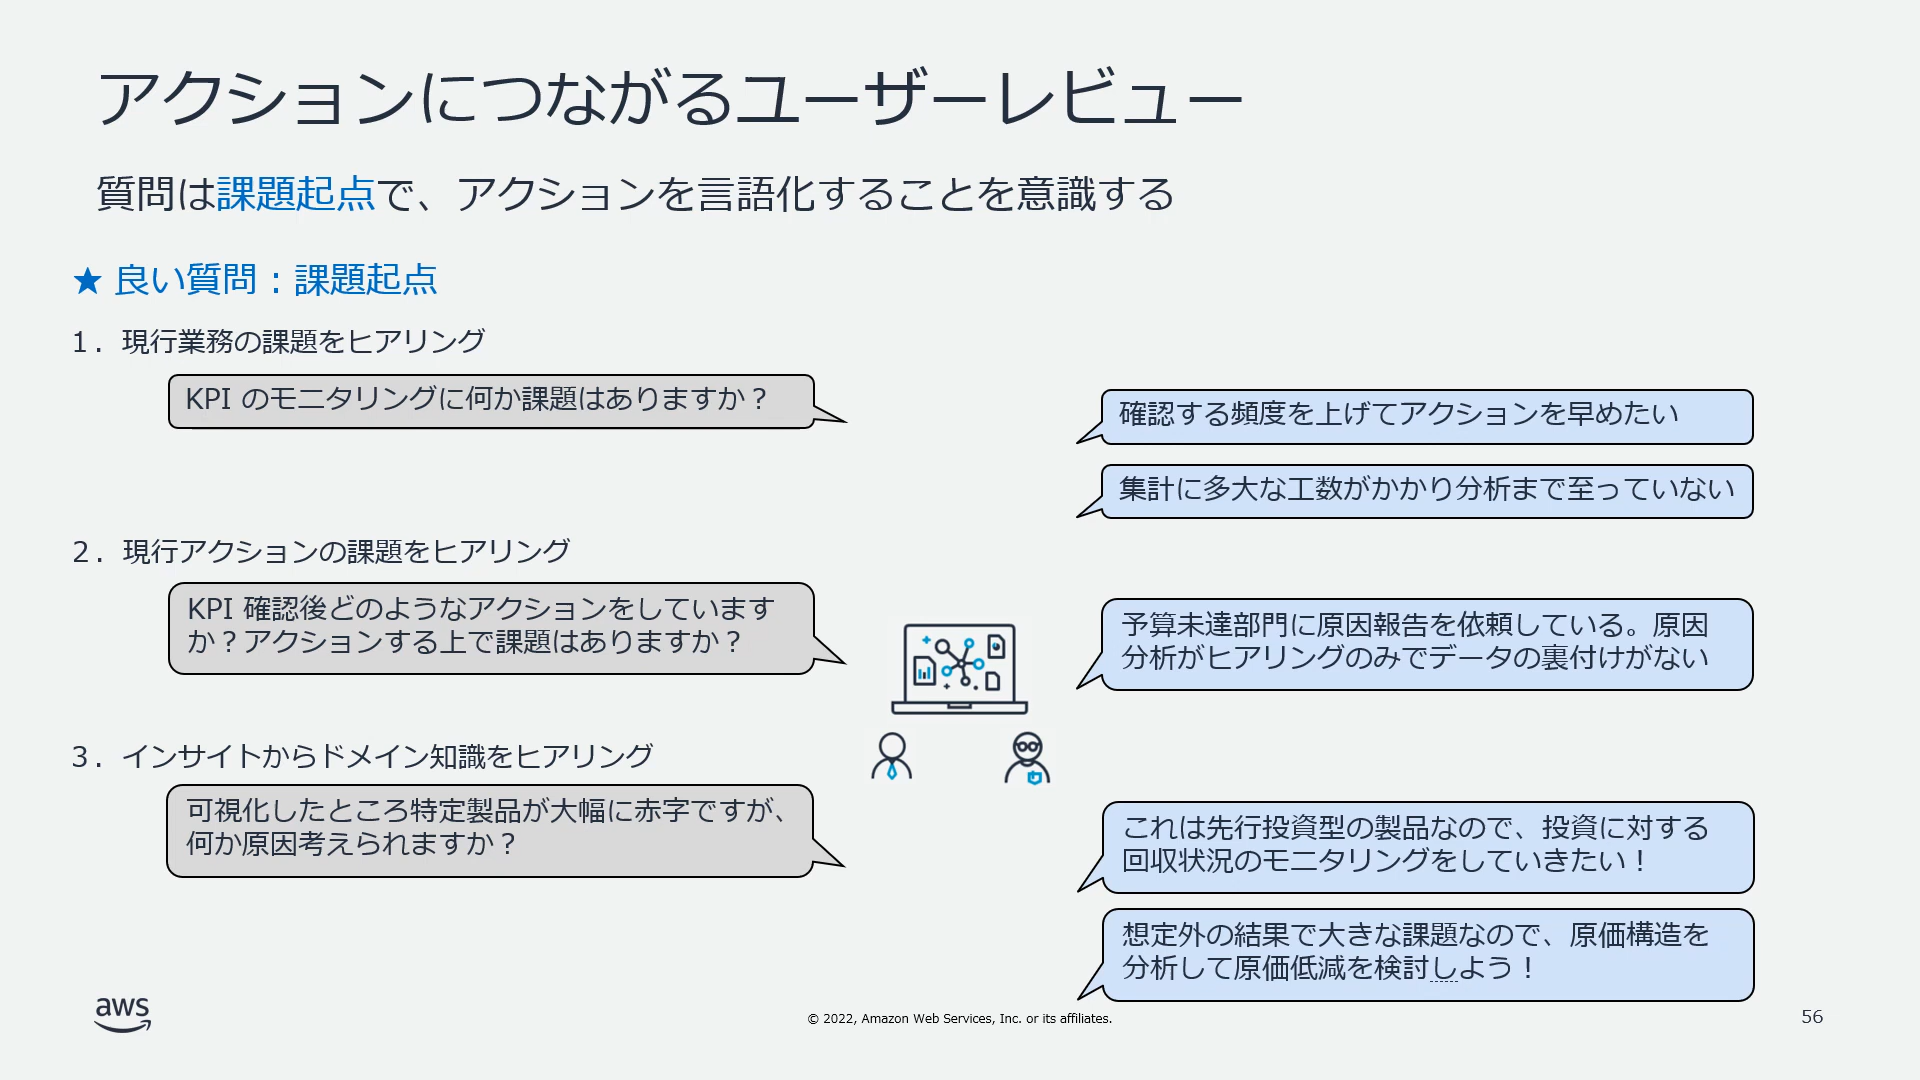 アクションにつながるユーザーレビュー
質問は課題起点で、アクションを言語化することを意識する
★ 良い質問：課題起点
１．現行業務の課題をヒアリング
KPI のモニタリングに何か課題はありますか？
確認する頻度を上げてアクションを早めたい
集計に多大な工数がかかり分析まで至っていない
２．現行アクションの課題をヒアリング
KPI 確認後どのようなアクションをしています
か？アクションする上で課題はありますか？
予算未達部門に原因報告を依頼している。原因
分析がヒアリングのみでデータの裏付けがない
３．インサイトからドメイン知識をヒアリング
可視化したところ特定製品が大幅に赤字ですが、
何か原因考えられますか？
これは先行投資型の製品なので、投資に対する
回収状況のモニタリングをしていきたい！
想定外の結果で大きな課題なので、原価構造を
分析して原価低減を検討しよう！
aws
© 2022, Amazon Web Services, Inc. or its affiliates.
56